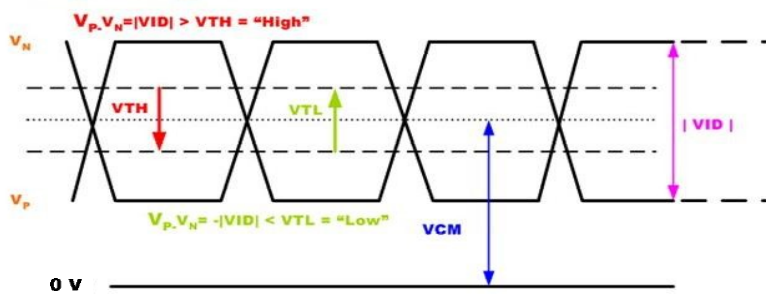 VP-VN=|VID| > VTH = “High”
VN
VTH
VTL
| VID |
VP
VP-VN= -|VID| < VTL = “Low”
VCM
0 V